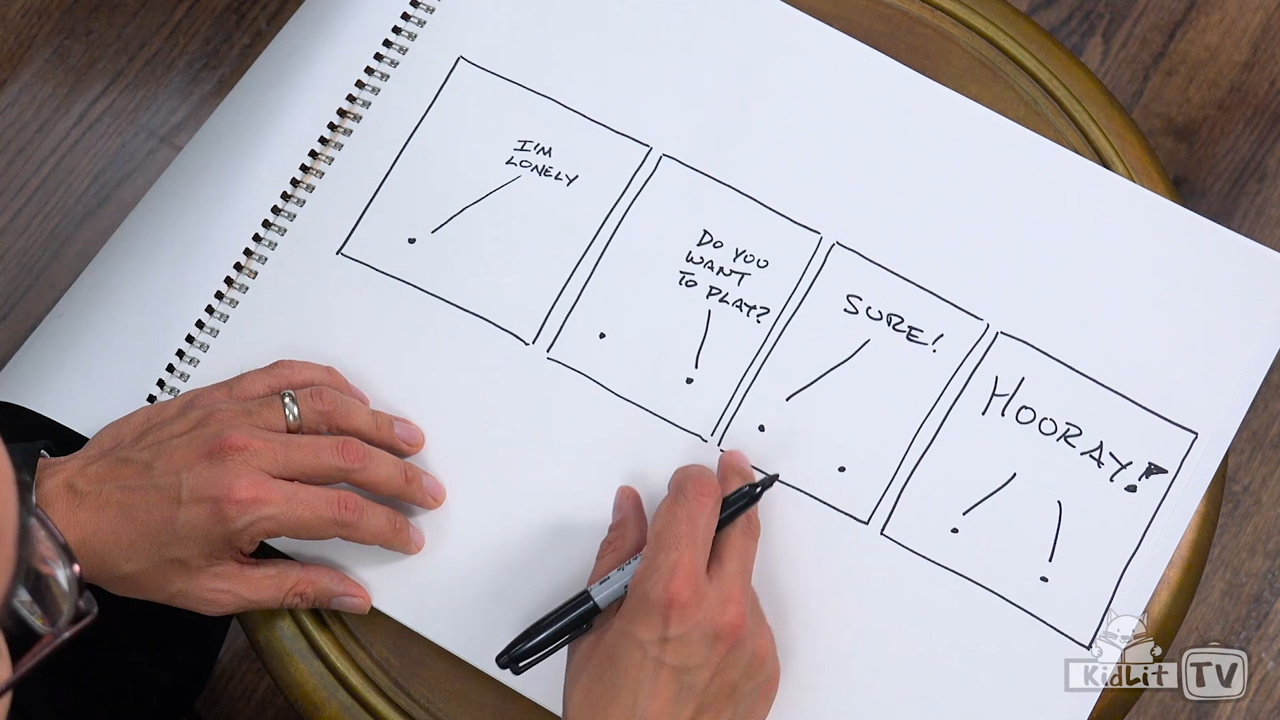 I'M
LONELY
DO YOU
WANT
TO PLAY?
SURE!
HOORAY!
KidLit TV